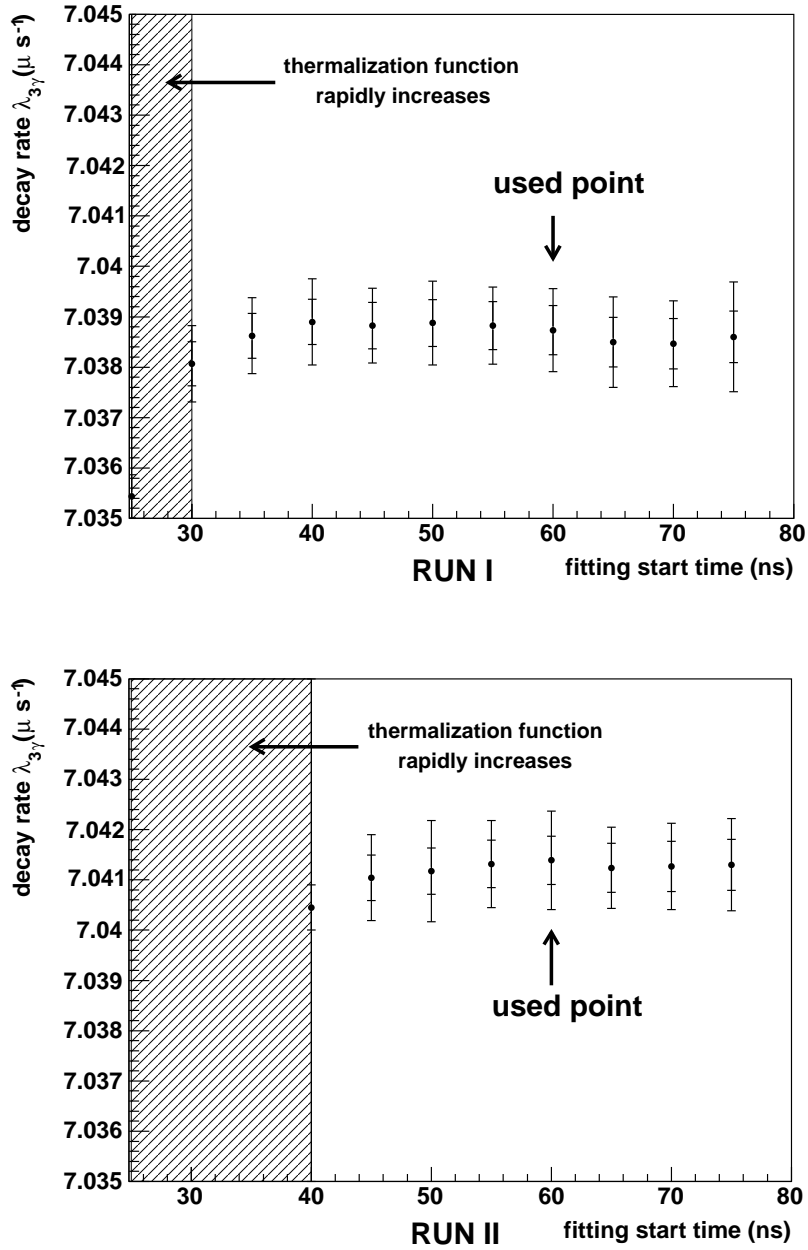 decay rate λ3γ(μ s-1)
7.045
7.044
7.043
7.042
7.041
7.04
7.039
7.038
7.037
7.036
7.035
thermalization function
rapidly increases
used point
30 40 50 60 70 80
RUN I
fitting start time (ns)
decay rate λ3γ(μ s-1)
7.045
7.044
7.043
7.042
7.041
7.04
7.039
7.038
7.037
7.036
7.035
thermalization function
rapidly increases
used point
30 40 50 60 70 80
RUN II
fitting start time (ns)